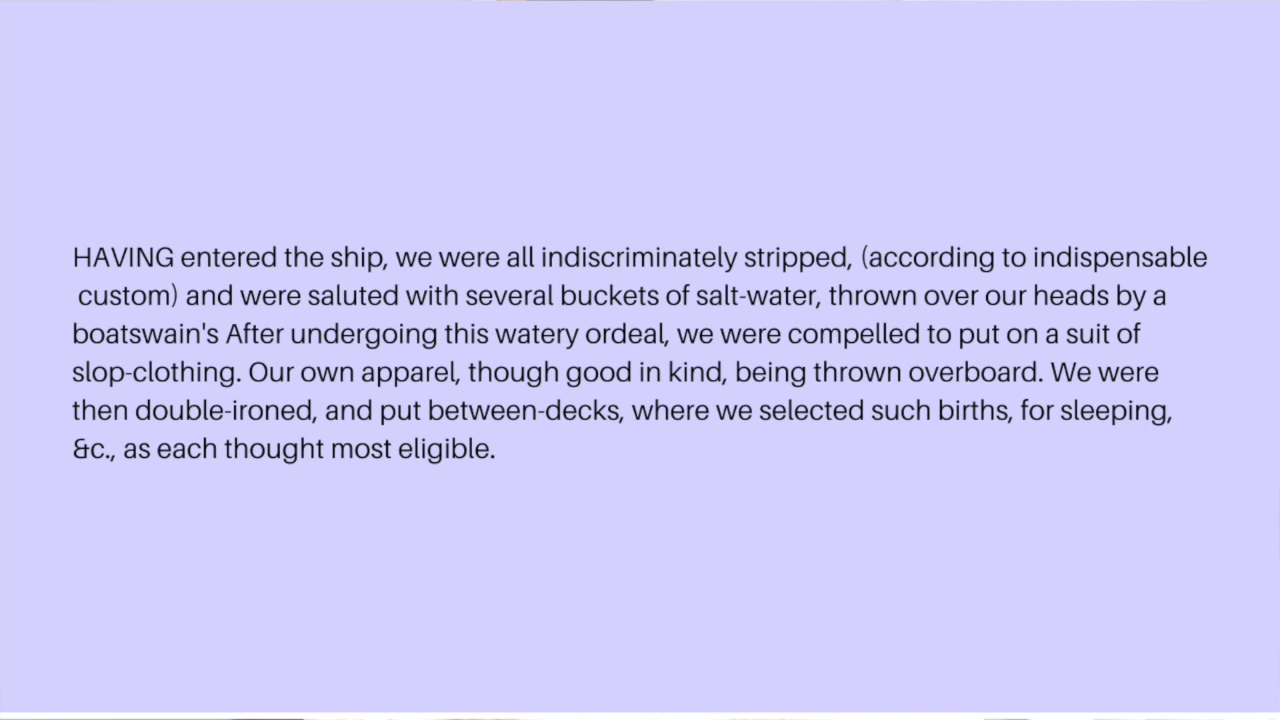 HAVING entered the ship, we were all indiscriminately stripped, (according to indispensable
custom) and were saluted with several buckets of salt-water, thrown over our heads by a
boatswain's After undergoing this watery ordeal, we were compelled to put on a suit of
slop-clothing. Our own apparel, though good in kind, being thrown overboard. We were
then double-ironed, and put between-decks, where we selected such births, for sleeping,
&c., as each thought most eligible.